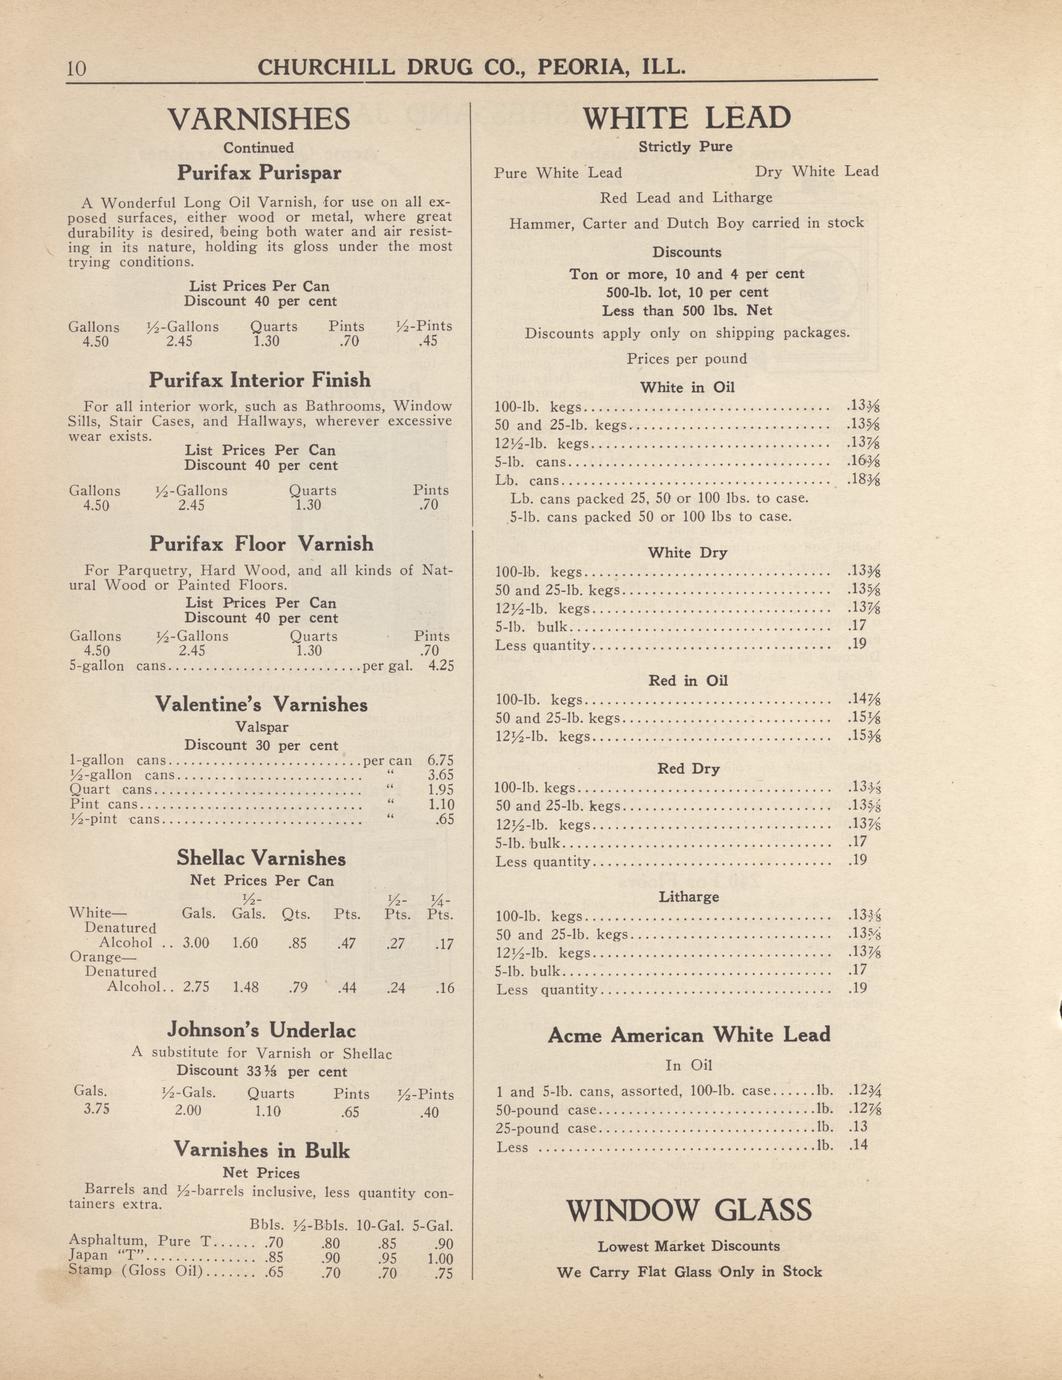 10
CHURCHILL DRUG CO., PEORIA, ILL.
VARNISHES
Continued
Purifax Purispar
A Wonderful Long Oil Varnish, for use on all ex-
posed surfaces, either wood or metal, where great
durability is desired, being both water and air resist-
ing in its nature, holding its gloss under the most
trying conditions.
List Prices Per Can
Discount 40 per cent
Gallons ½-Gallons Quarts Pints ½-Pints
4.50 2.45 1.30 .70 .45
Purifax Interior Finish
For all interior work, such as Bathrooms, Window
Sills, Stair Cases, and Hallways, wherever excessive
wear exists.
List Prices Per Can
Discount 40 per cent
Gallons ½-Gallons Quarts Pints
4.50 2.45 1.30 .70
Purifax Floor Varnish
For Parquetry, Hard Wood, and all kinds of Nat-
ural Wood or Painted Floors.
List Prices Per Can
Discount 40 per cent
Gallons ½-Gallons Quarts Pints
4.50 2.45 1.30 .70
5-gallon cans.........................per gal. 4.25
Valentine's Varnishes
Valspar
Discount 30 per cent
1-gallon cans.........................per can 6.75
½-gallon cans......................... “ 3.65
Quart cans............................ “ 1.95
Pint cans............................. “ 1.10
½-pint cans........................... “ .65
Shellac Varnishes
Net Prices Per Can
½- ½- ¼-
White— Gals. Gals. Qts. Pts. Pts. Pts.
Denatured
Alcohol .. 3.00 1.60 .85 .47 .27 .17
Orange—
Denatured
Alcohol.. 2.75 1.48 .79 .44 .24 .16
Johnson's Underlac
A substitute for Varnish or Shellac
Discount 33⅓ per cent
Gals. ½-Gals. Quarts Pints ½-Pints
3.75 2.00 1.10 .65 .40
Varnishes in Bulk
Net Prices
Barrels and ½-barrels inclusive, less quantity con-
tainers extra.
Bbls. ½-Bbls. 10-Gal. 5-Gal.
Asphaltum, Pure T...... .70 .80 .85 .90
Japan “T”............... .85 .90 .95 1.00
Stamp (Gloss Oil)....... .65 .70 .70 .75
WHITE LEAD
Strictly Pure
Pure White Lead Dry White Lead
Red Lead and Litharge
Hammer, Carter and Dutch Boy carried in stock
Discounts
Ton or more, 10 and 4 per cent
500-lb. lot, 10 per cent
Less than 500 lbs. Net
Discounts apply only on shipping packages.
Prices per pound
White in Oil
100-lb. kegs................................ .13⅜
50 and 25-lb. kegs.......................... .13⅝
12½-lb. kegs................................ .13⅞
5-lb. cans.................................. .16⅜
Lb. cans.................................... .18⅜
Lb. cans packed 25, 50 or 100 lbs. to case.
5-lb. cans packed 50 or 100 lbs to case.
White Dry
100-lb. kegs................................ .13⅜
50 and 25-lb. kegs.......................... .13⅝
12½-lb. kegs................................ .13⅞
5-lb. bulk.................................. .17
Less quantity............................... .19
Red in Oil
100-lb. kegs................................ .14⅞
50 and 25-lb. kegs.......................... .15⅛
12½-lb. kegs................................ .15⅜
Red Dry
100-lb. kegs................................ .13⅜
50 and 25-lb. kegs.......................... .13⅝
12½-lb. kegs................................ .13⅞
5-lb. bulk.................................. .17
Less quantity............................... .19
Litharge
100-lb. kegs................................ .13⅜
50 and 25-lb. kegs.......................... .13⅝
12½-lb. kegs................................ .13⅞
5-lb. bulk.................................. .17
Less quantity............................... .19
Acme American White Lead
In Oil
1 and 5-lb. cans, assorted, 100-lb. case......lb. .12¾
50-pound case.............................lb. .12⅞
25-pound case.............................lb. .13
Less .....................................lb. .14
WINDOW GLASS
Lowest Market Discounts
We Carry Flat Glass Only in Stock